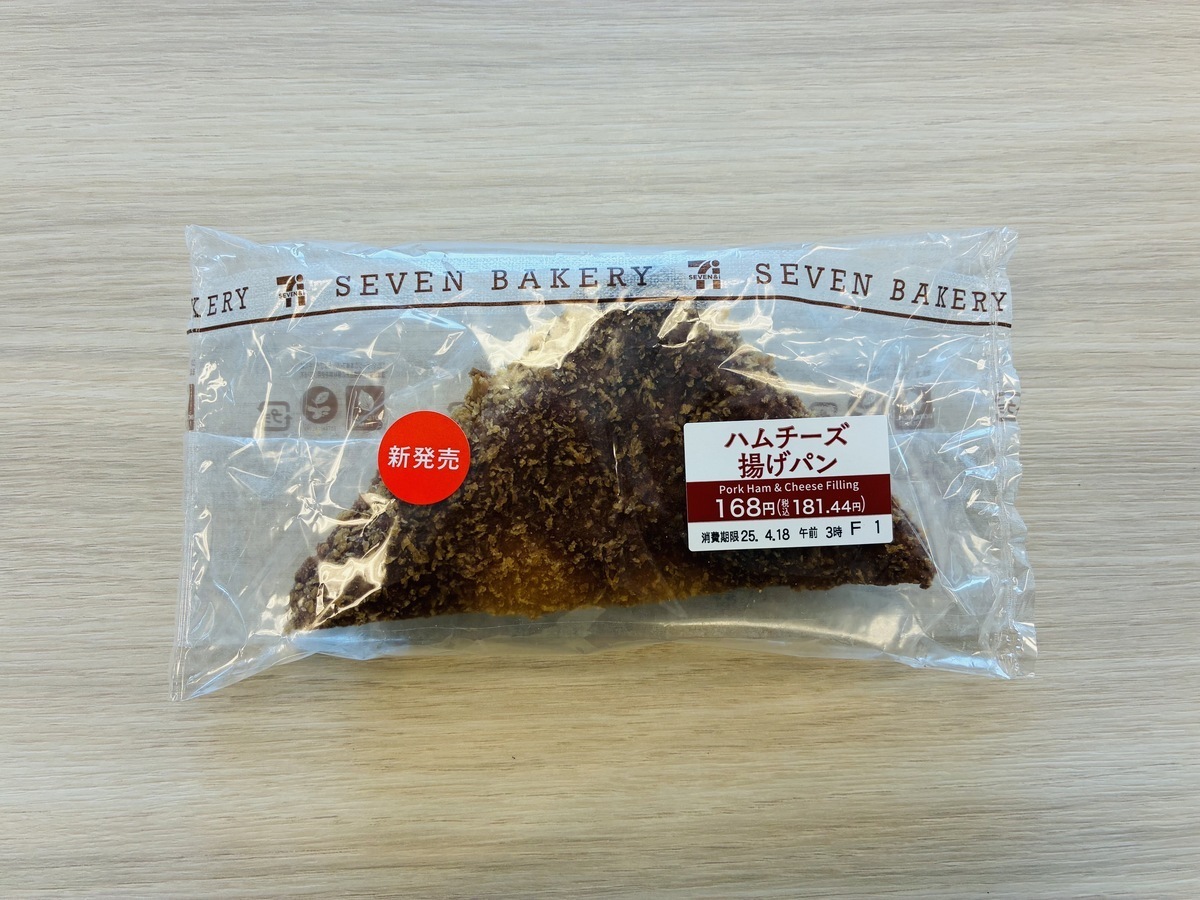 KERY SEVEN & i SEVEN BAKERY SEVEN & i SEVEN BAKERY
新発売
ハムチーズ
揚げパン
Pork Ham & Cheese Filling
168円(税込181.44円)
消費期限25. 4.18 午前 3時 F 1